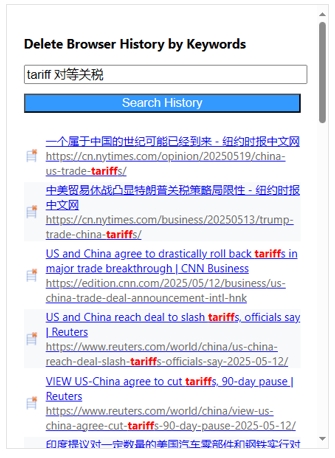 Delete Browser History by Keywords
tariff 对等关税
Search History
一个属于中国的世纪可能已经到来 - 纽约时报中文网
https://cn.nytimes.com/opinion/20250519/china-
us-trade-tariffs/
中美贸易休战凸显特朗普关税策略局限性 - 纽约时报
中文网
https://cn.nytimes.com/business/20250513/trump-
trade-china-tariffs/
US and China agree to drastically roll back tariffs in
major trade breakthrough | CNN Business
https://edition.cnn.com/2025/05/12/business/us-
china-trade-deal-announcement-intl-hnk
US and China reach deal to slash tariffs, officials say
| Reuters
https://www.reuters.com/world/china/us-china-
reach-deal-slash-tariffs-officials-say-2025-05-12/
VIEW US-China agree to cut tariffs, 90-day pause |
Reuters
https://www.reuters.com/world/china/view-us-
china-agree-cut-tariffs-90-day-pause-2025-05-12/
印度提议对一定数量的美国汽车零部件和钢铁实行对